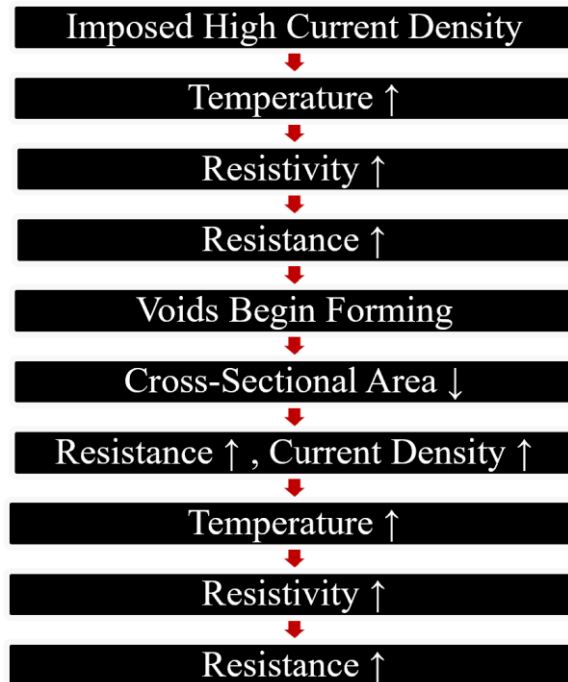 Imposed High Current Density
Temperature ↑
Resistivity ↑
Resistance ↑
Voids Begin Forming
Cross-Sectional Area ↓
Resistance ↑ , Current Density ↑
Temperature ↑
Resistivity ↑
Resistance ↑